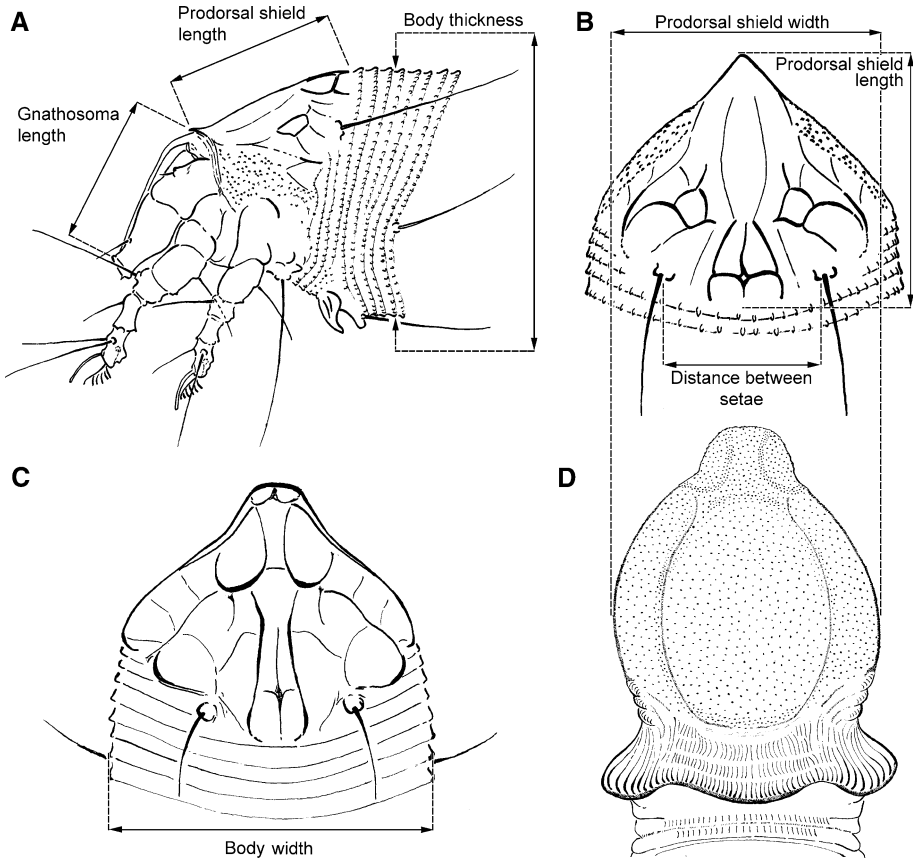 A
Prodorsal shield
length
Body thickness
Gnathosoma
length
B
Prodorsal shield width
Prodorsal shield
length
Distance between
setae
C
Body width
D